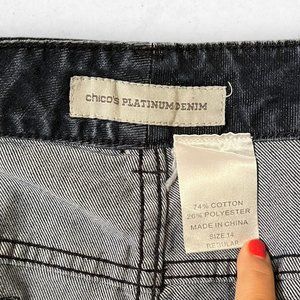 chico's PLATINUM DENIM
74% COTTON
26% POLYESTER
MADE IN CHINA
SIZE 14
REGULAR